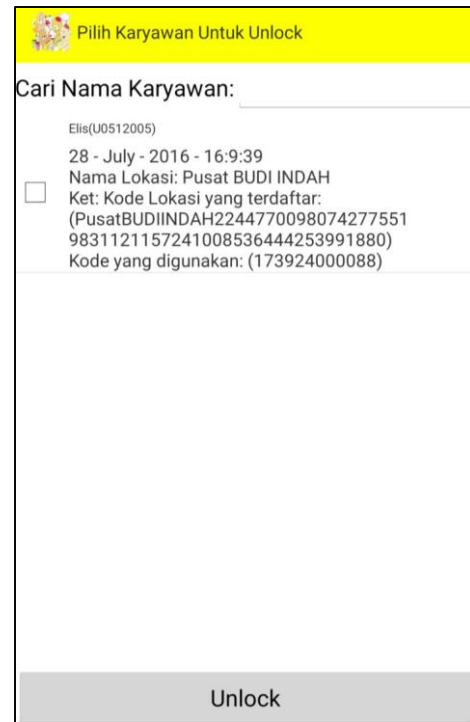 Pilih Karyawan Untuk Unlock
Cari Nama Karyawan:
Elis(U0512005)
28 - July - 2016 - 16:9:39
Nama Lokasi: Pusat BUDI INDAH
Ket: Kode Lokasi yang terdaftar:
(PusatBUDIINDAH2244770098074277551
9831121157241008536444253991880)
Kode yang digunakan: (173924000088)
Unlock